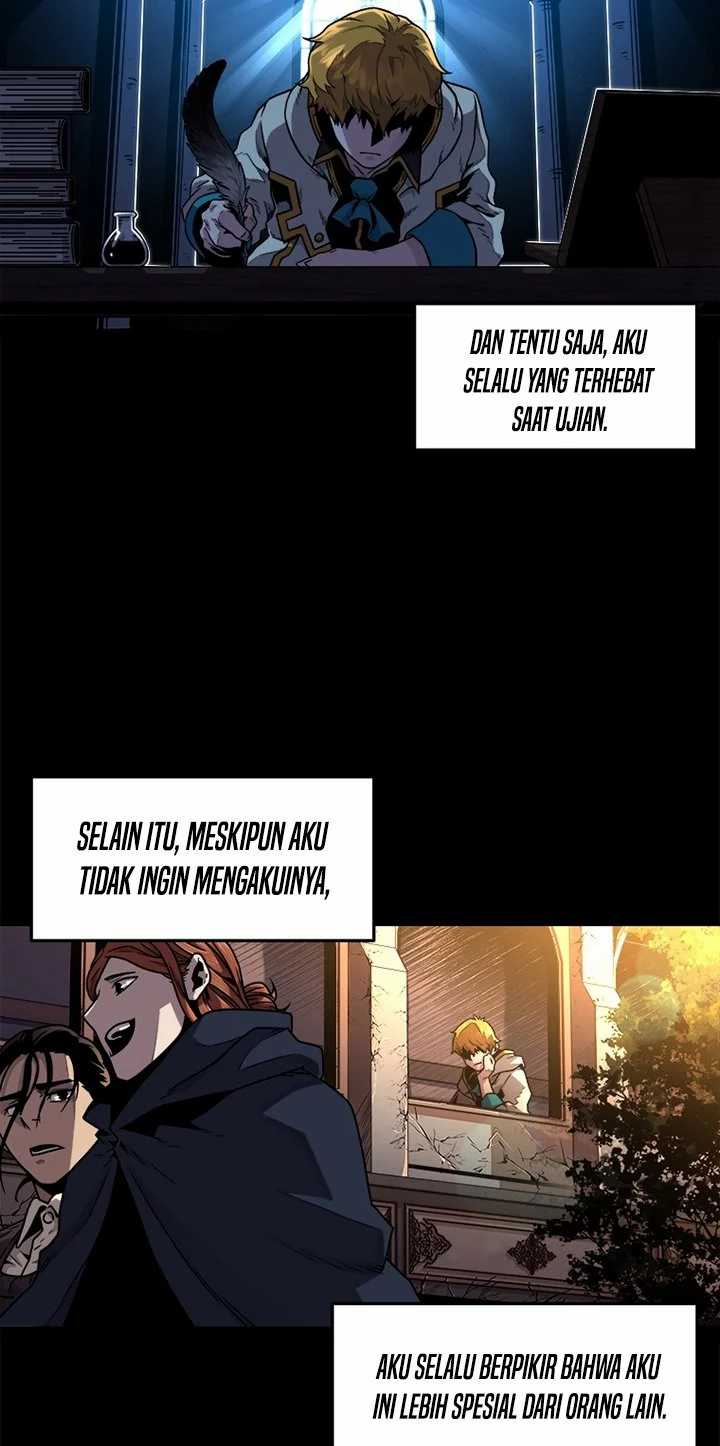 DAN TENTU SAJA, AKU
SELALU YANG TERHEBAT
SAAT UJIAN.
SELAIN ITU, MESKIPUN AKU
TIDAK INGIN MENGAKUINYA,
AKU SELALU BERPIKIR BAHWA AKU
INI LEBIH SPESIAL DARI ORANG LAIN.